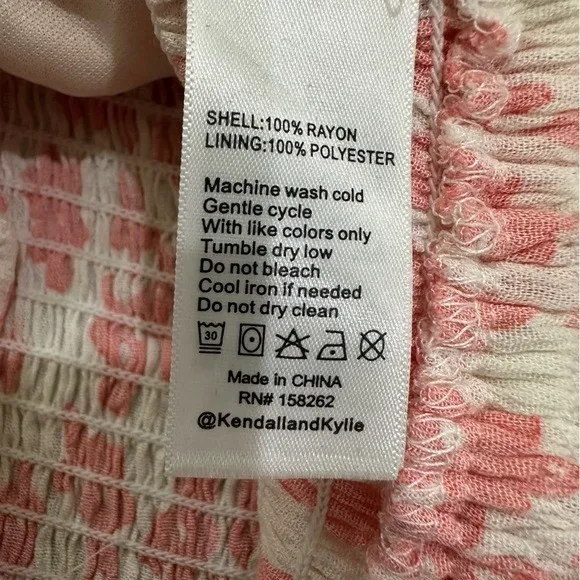 SHELL:100% RAYON
LINING:100% POLYESTER
Machine wash cold
Gentle cycle
With like colors only
Tumble dry low
Do not bleach
Cool iron if needed
Do not dry clean
30
Made in CHINA
RN# 158262
@KendallandKylie